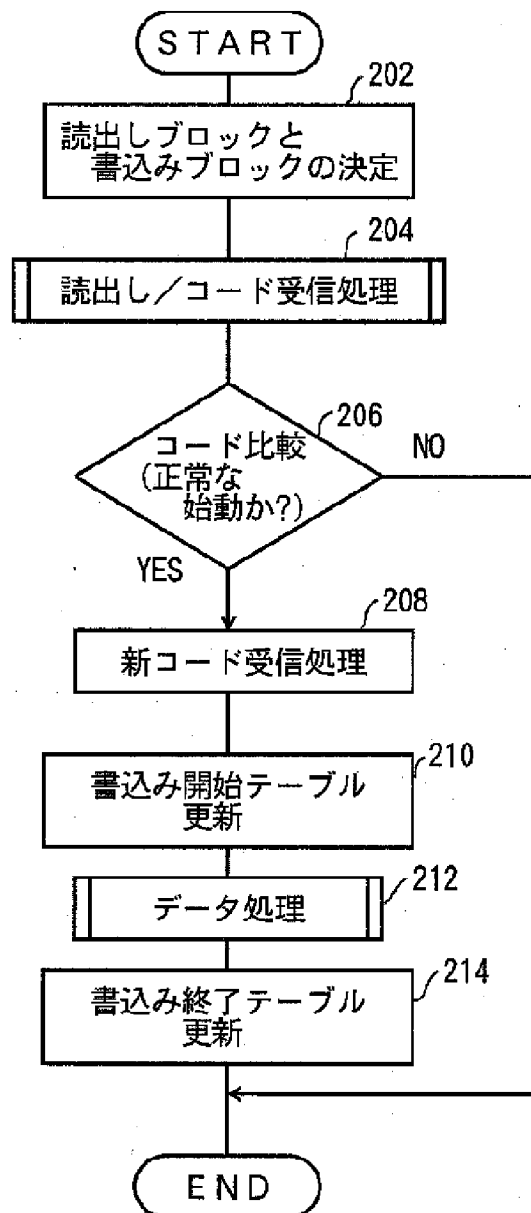 START
202
読出しブロックと
書込みブロックの決定
204
読出し/コード受信処理
206
コード比較
NO
(正常な
始動か?)
YES
208
新コード受信処理
210
書込み開始テーブル
更新
212
データ処理
214
書込み終了テーブル
更新
END